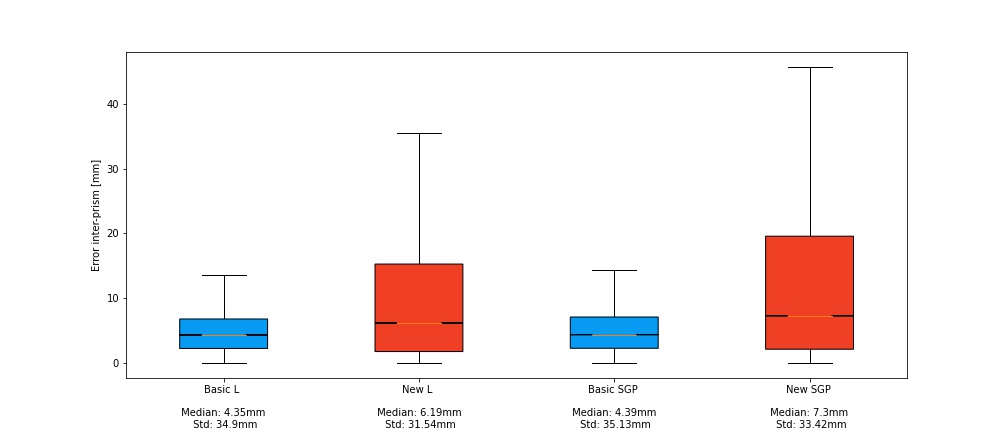 40
30
20
10
0
Error inter-prism [mm]
Basic L
New L
Basic SGP
New SGP
Median: 4.35mm
Std: 34.9mm
Median: 6.19mm
Std: 31.54mm
Median: 4.39mm
Std: 35.13mm
Median: 7.3mm
Std: 33.42mm